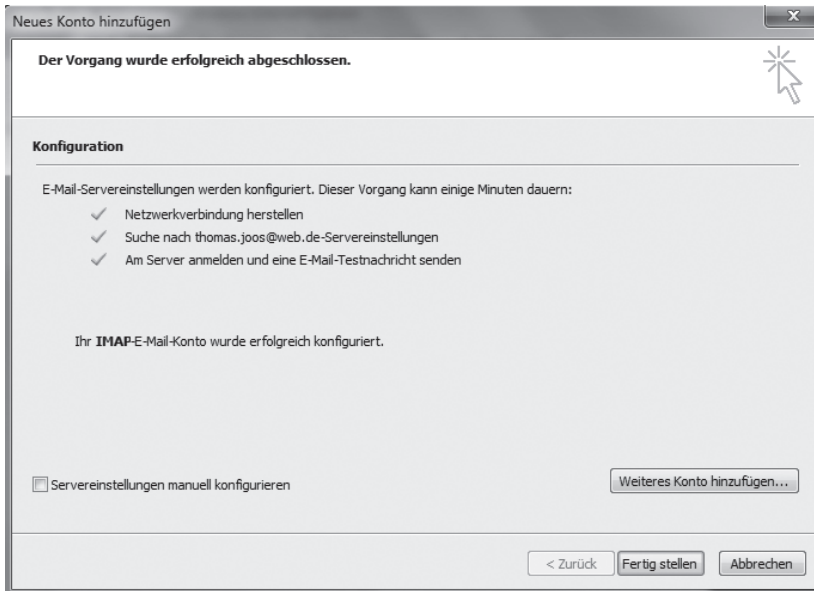 Neues Konto hinzufügen
Der Vorgang wurde erfolgreich abgeschlossen.
Konfiguration
E-Mail-Servereinstellungen werden konfiguriert. Dieser Vorgang kann einige Minuten dauern:
Netzwerkverbindung herstellen
Suche nach thomas.joos@web.de-Servereinstellungen
Am Server anmelden und eine E-Mail-Testnachricht senden
Ihr IMAP-E-Mail-Konto wurde erfolgreich konfiguriert.
Servereinstellungen manuell konfigurieren
Weiteres Konto hinzufügen...
< Zurück
Fertig stellen
Abbrechen